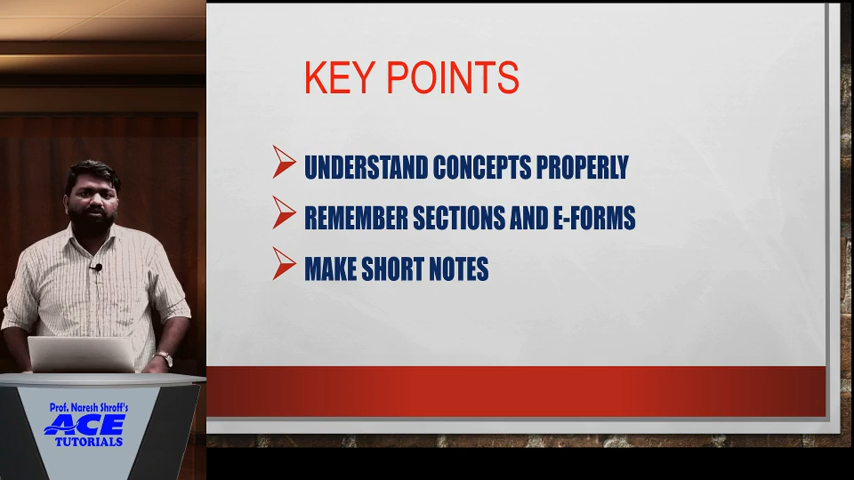 KEY POINTS
UNDERSTAND CONCEPTS PROPERLY
REMEMBER SECTIONS AND E-FORMS
MAKE SHORT NOTES
Prof. Naresh Shroff's
ACE
TUTORIALS